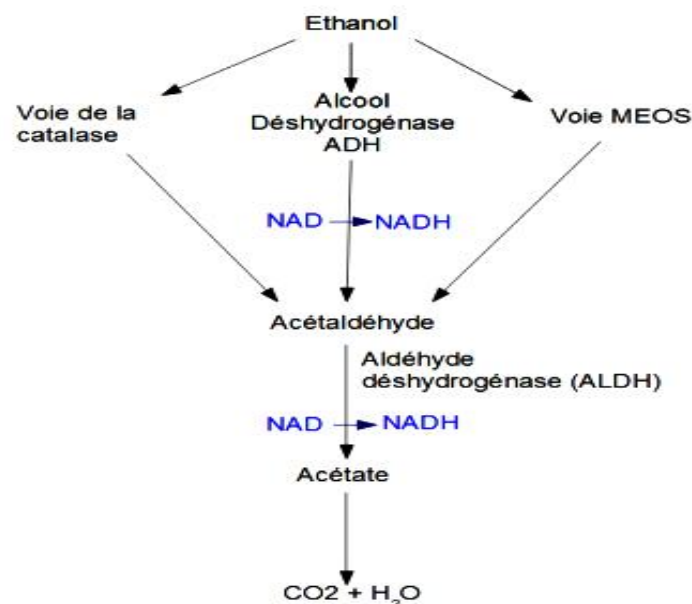 Ethanol
Voie de la
catalase
Alcool
Déshydrogénase
ADH
Voie MEOS
NAD NADH
Acétaldéhyde
Aldéhyde
déshydrogénase (ALDH)
NAD NADH
Acétate
CO2 + H₂O